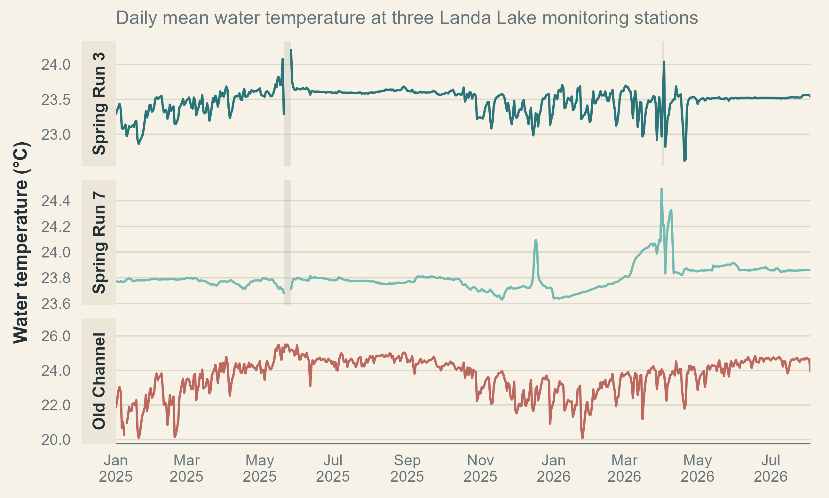 Daily mean water temperature at three Landa Lake monitoring stations
Water temperature (°C)
Spring Run 3
24.0
23.5
23.0
Spring Run 7
24.4
24.2
24.0
23.8
23.6
Old Channel
26.0
24.0
22.0
20.0
Jan Mar May Jul Sep Nov Jan Mar May Jul
2025 2025 2025 2025 2025 2025 2026 2026 2026 2026